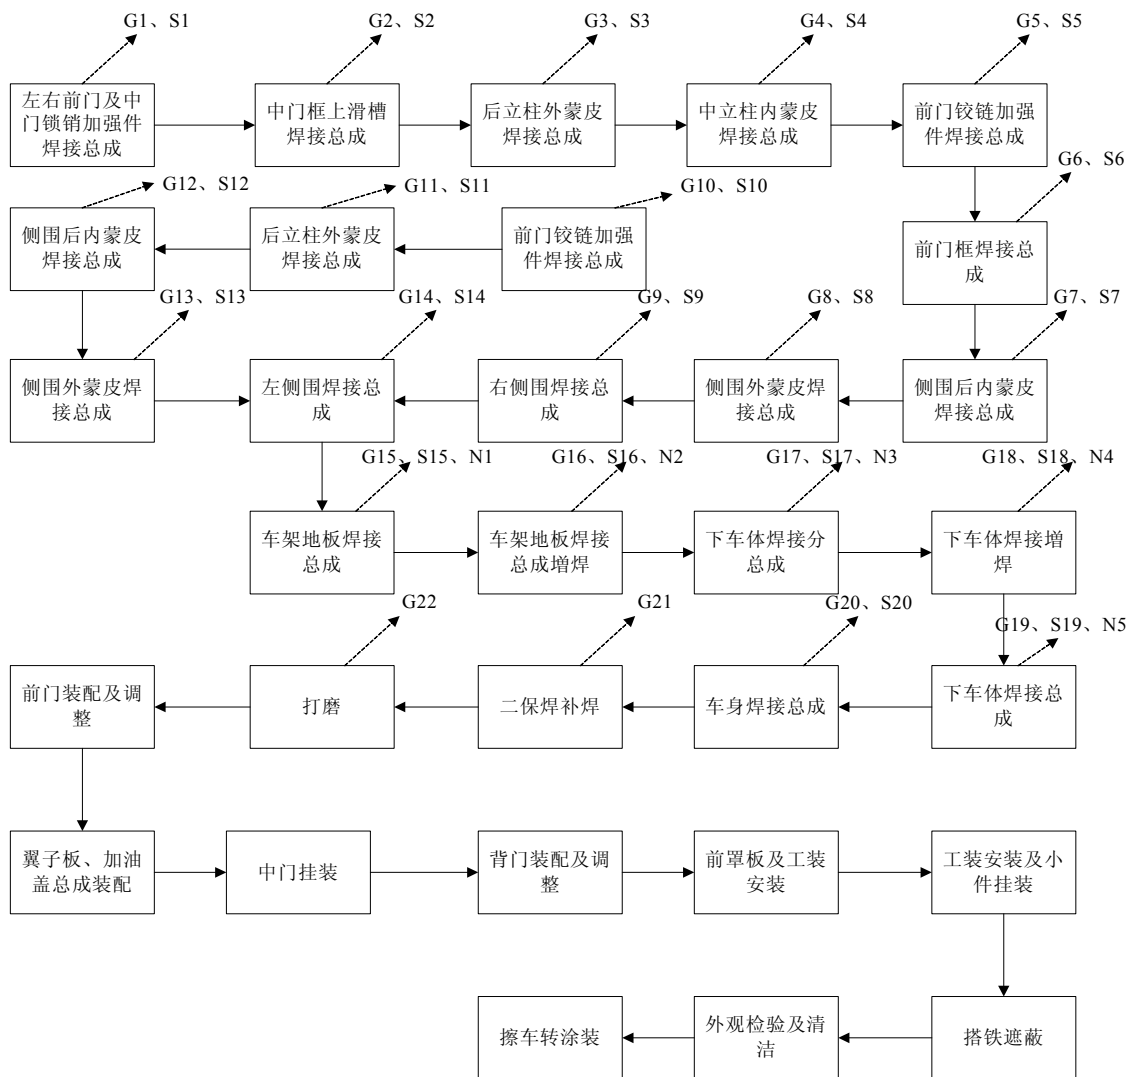 G1、S1
G2、S2
G3、S3
G4、S4
G5、S5
左右前门及中
门锁销加强件
焊接总成
中门框上滑槽
焊接总成
后立柱外蒙皮
焊接总成
中立柱内蒙皮
焊接总成
前门铰链加强
件焊接总成
G12、S12
G11、S11
G10、S10
G6、S6
侧围后内蒙皮
焊接总成
后立柱外蒙皮
焊接总成
前门铰链加强
件焊接总成
前门框焊接总
成
G13、S13
G14、S14
G9、S9
G8、S8
G7、S7
侧围外蒙皮焊
接总成
左侧围焊接总
成
右侧围焊接总
成
侧围外蒙皮焊
接总成
侧围后内蒙皮
焊接总成
G15、S15、N1
G16、S16、N2
G17、S17、N3
G18、S18、N4
车架地板焊接
总成
车架地板焊接
总成增焊
下车体焊接分
总成
下车体焊接增
焊
G22
G21
G20、S20
G19、S19、N5
前门装配及调
整
打磨
二保焊补焊
车身焊接总成
下车体焊接总
成
翼子板、加油
盖总成装配
中门挂装
背门装配及调
整
前罩板及工装
安装
工装安装及小
件挂装
擦车转涂装
外观检验及清
洁
搭铁遮蔽